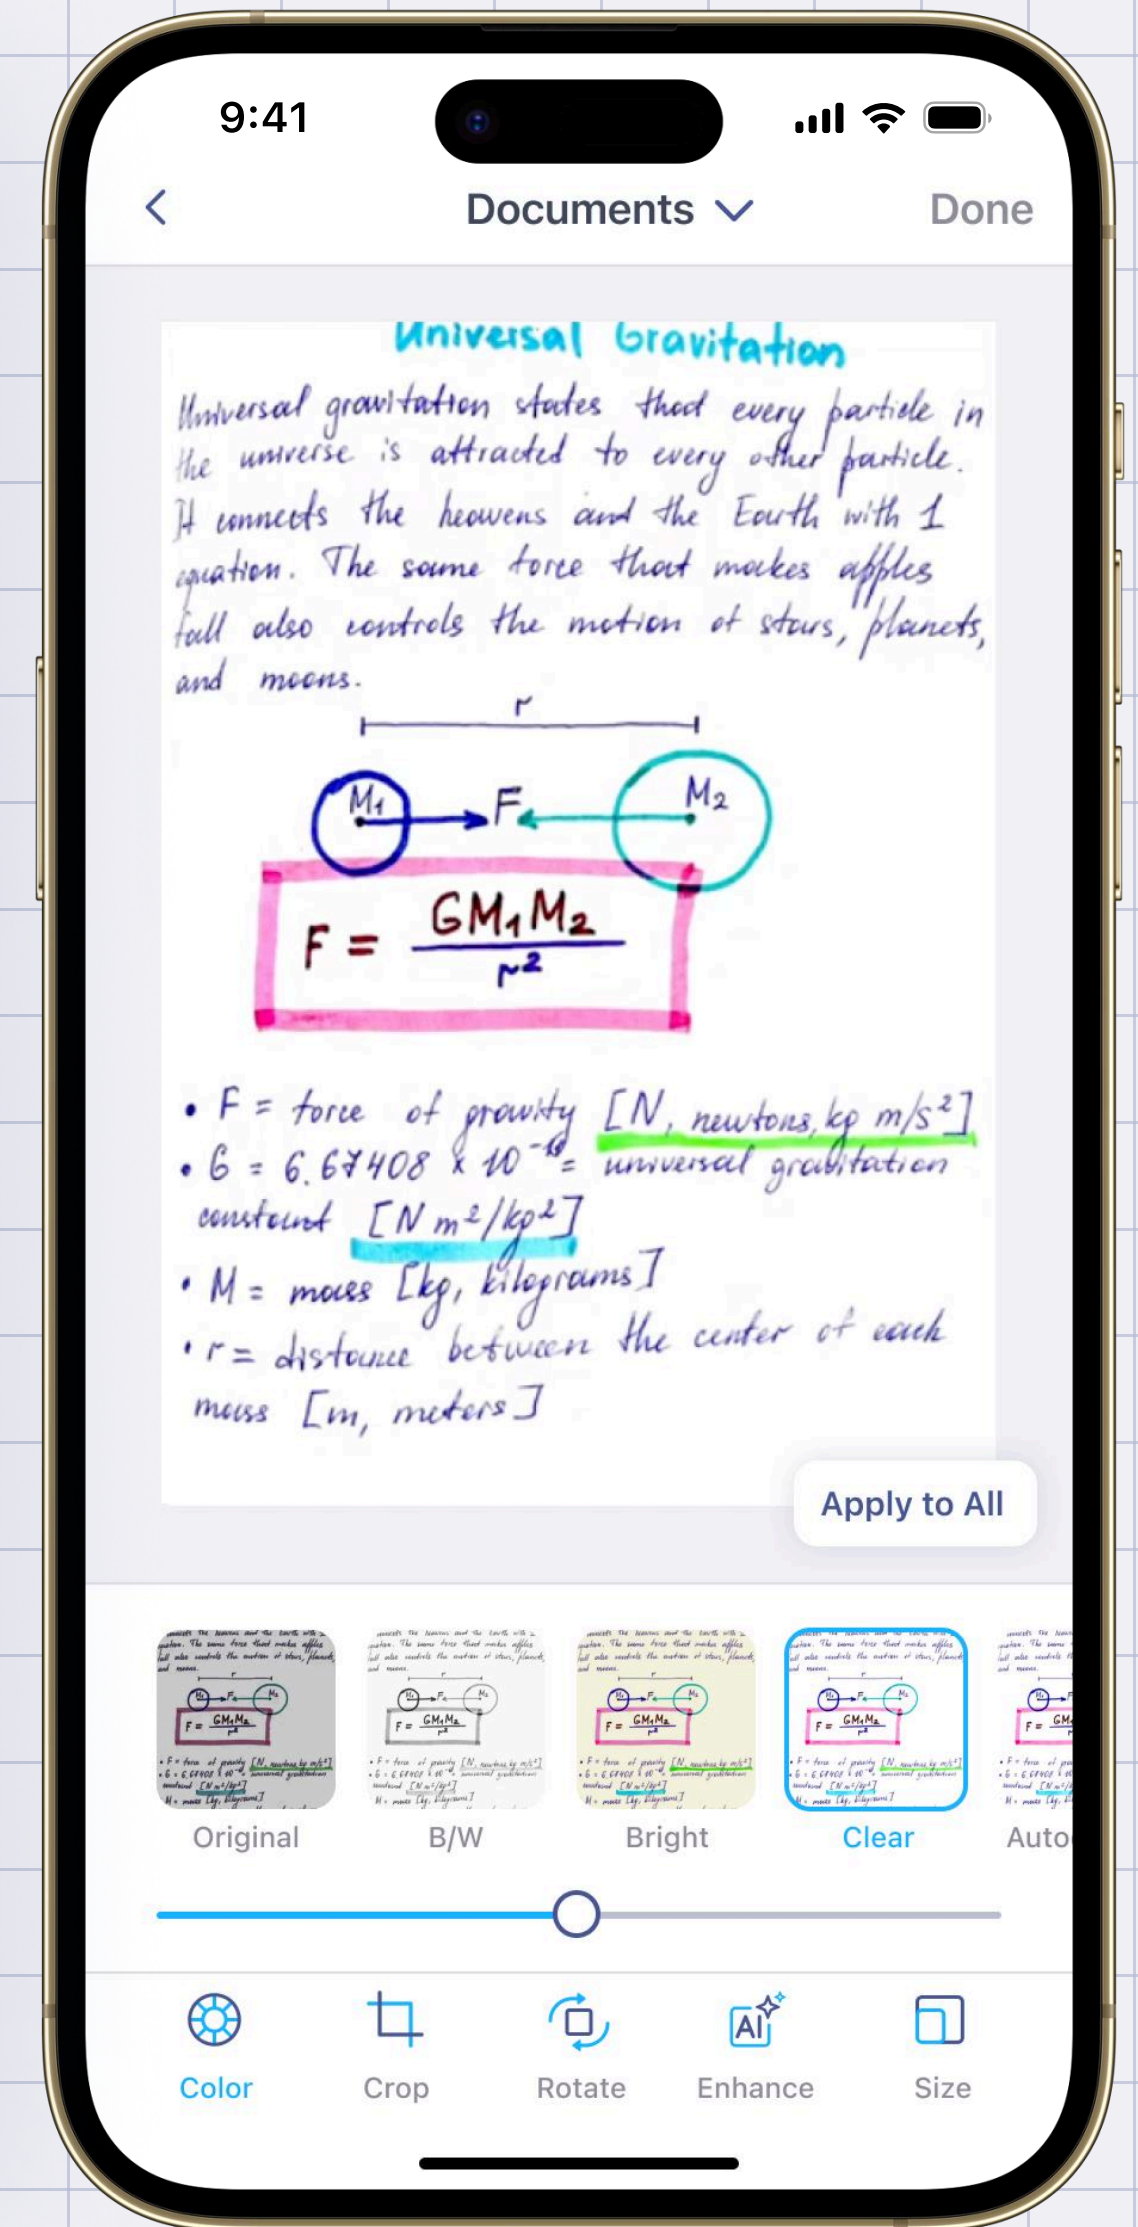 9:41
Documents
Done
Universal Gravitation
Universal gravitation states that every particle in
the universe is attracted to every other particle.
It connects the heavens and the Earth with 1
equation. The same force that makes apples
fall also controls the motion of stars, planets,
and moons.
r
M1 F M2
F = GM1M2
r²
• F = force of gravity [N, newtons, kg m/s²]
• G = 6.67408 x 10 = universal gravitation
constant [N m²/kg²]
• M = mass [kg, kilograms]
• r = distance between the center of each
mass [m, meters]
Apply to All
Original
B/W
Bright
Clear
Auto
Color
Crop
Rotate
AI
Enhance
Size